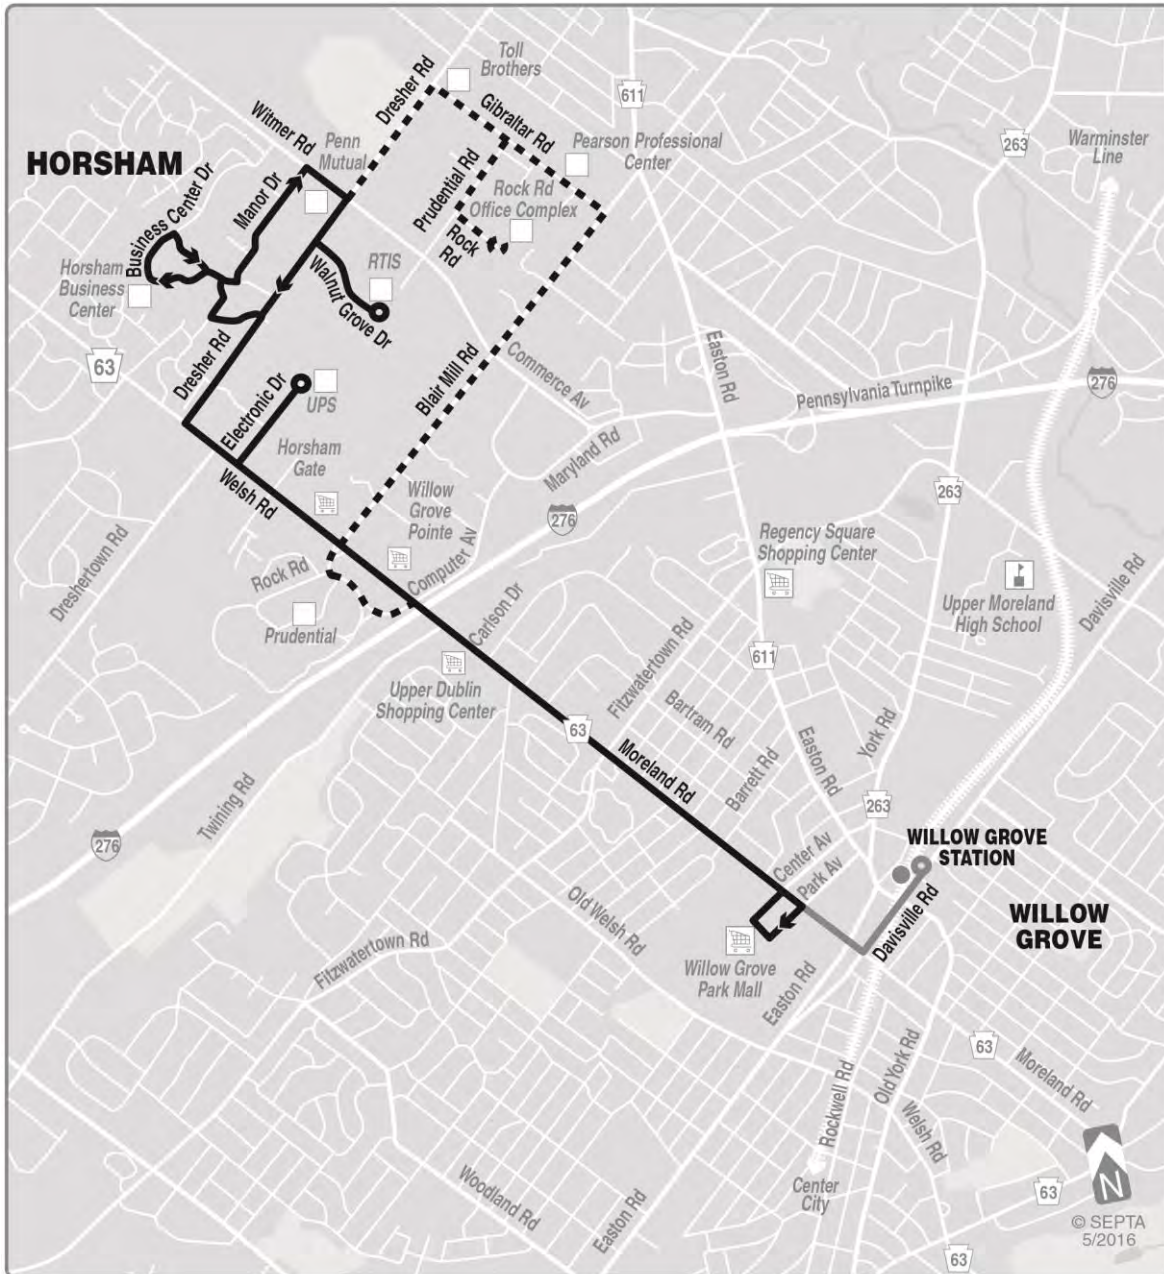 Toll
Brothers
Dresher Rd
611
Gibraltar Rd
Witmer Rd
Penn
Mutual
Pearson Professional
Center
263
Warminster
Line
HORSHAM
Business Center Dr
Manor Dr
Prudential Rd
Rock Rd
Office Complex
Rock
Rd
Horsham
Business
Center
RTIS
Walnut Grove Dr
63
Dresher Rd
Blair Mill Rd
Commerce Av
Easton Rd
Pennsylvania Turnpike
276
Electronic Dr
UPS
Horsham
Gate
Maryland Rd
Welsh Rd
Willow
Grove
Pointe
263
276
Regency Square
Shopping Center
Dreshertown Rd
Rock Rd
Computer Av
Upper Moreland
High School
Davisville Rd
Prudential
Carlson Dr
Fitzwatertown Rd
611
Upper Dublin
Shopping Center
63
Bartram Rd
York Rd
Moreland Rd
Barrett Rd
Easton Rd
Twining Rd
263
276
WILLOW GROVE
STATION
Center Av
Park Av
Old Welsh Rd
Davisville Rd
WILLOW
GROVE
Fitzwatertown Rd
Willow Grove
Park Mall
Easton Rd
63
Moreland Rd
Rockwell Rd
Old York Rd
Welsh Rd
Woodland Rd
Easton Rd
Center
City
63
N
© SEPTA
5/2016
63